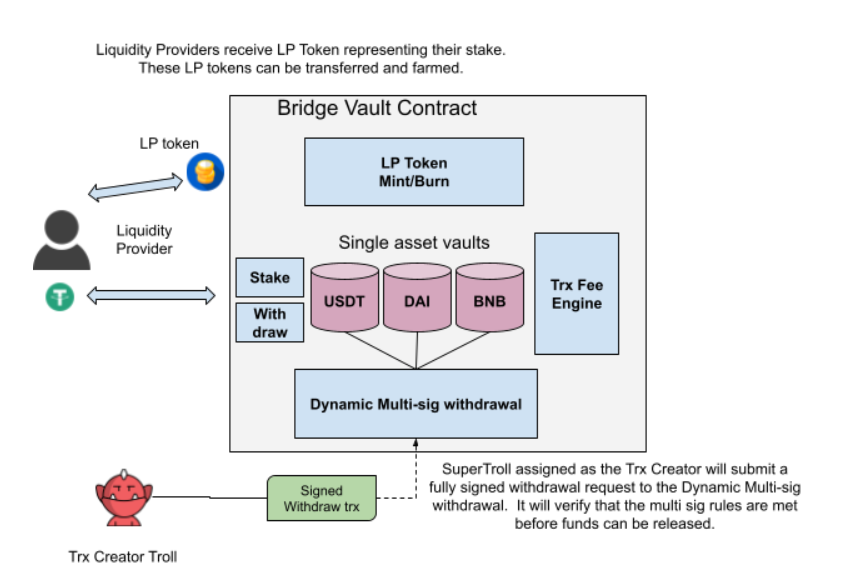 Liquidity Providers receive LP Token representing their stake.
These LP tokens can be transferred and farmed.
Bridge Vault Contract
LP token
LP Token
Mint/Burn
Liquidity
Provider
Single asset vaults
Stake
With
draw
USDT
DAI
BNB
Trx Fee
Engine
Dynamic Multi-sig withdrawal
Signed
Withdraw trx
SuperTroll assigned as the Trx Creator will submit a
fully signed withdrawal request to the Dynamic Multi-sig
withdrawal.  It will verify that the multi sig rules are met
before funds can be released.
Trx Creator Troll